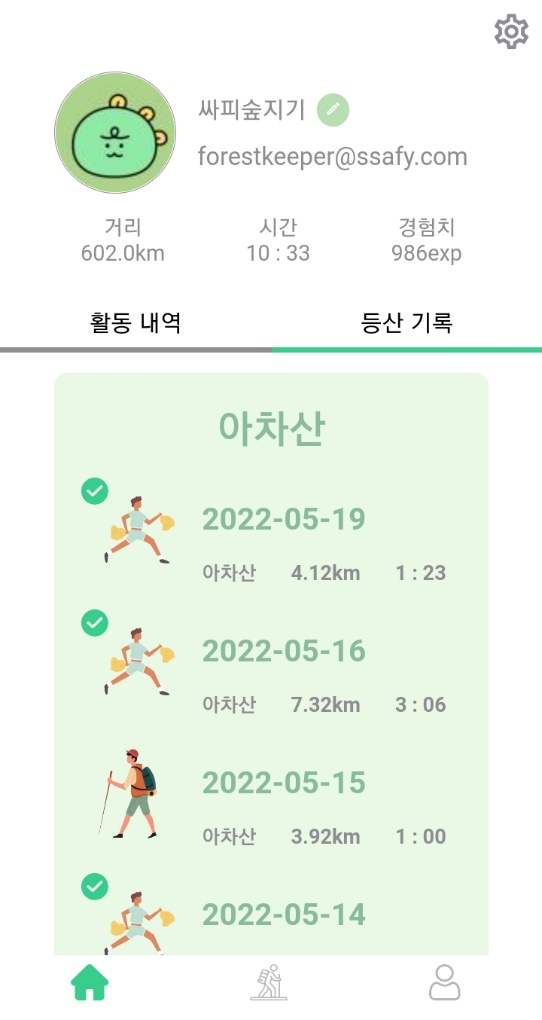 싸피숲지기
forestkeeper@ssafy.com
거리 시간 경험치
602.0km 10 : 33 986exp
활동 내역 등산 기록
아차산
2022-05-19
아차산 4.12km 1 : 23
2022-05-16
아차산 7.32km 3 : 06
2022-05-15
아차산 3.92km 1 : 00
2022-05-14